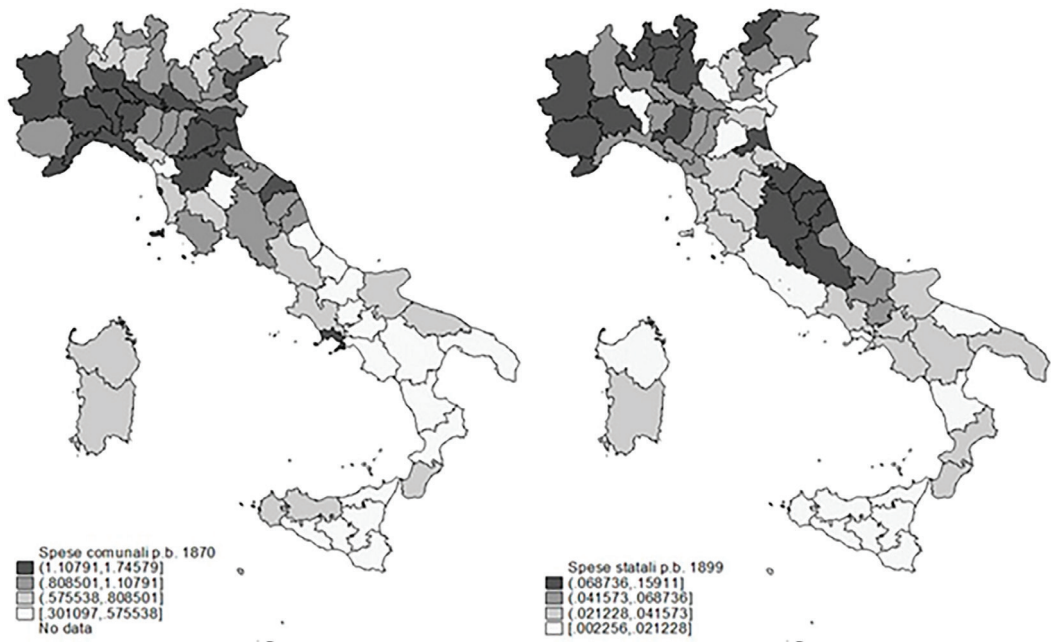 Spese comunali p.b. 1870
(1.10791,1.74579]
(.808501,1.10791]
(.575538,.808501]
[.301097,.575538]
No data
Spese statali p.b. 1899
(.068736,.15911]
(.041573,.068736]
(.021228,.041573]
[.002256,.021228]